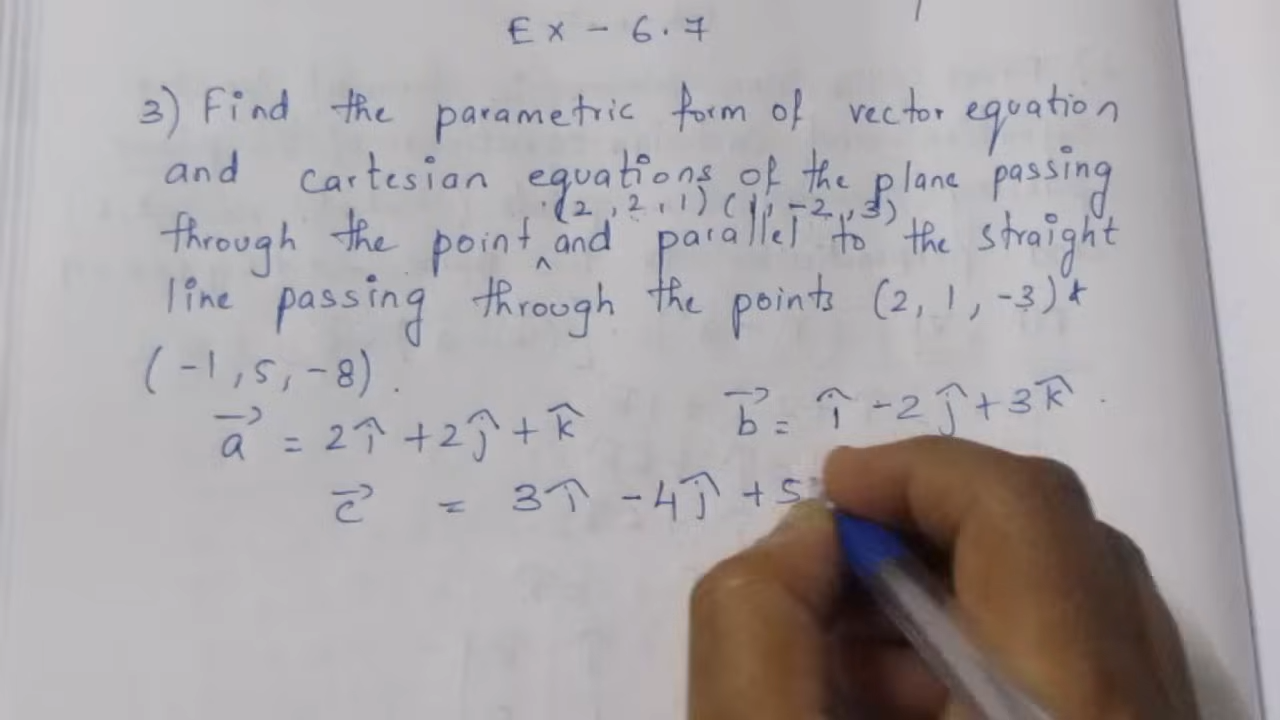 Ex - 6.7
3) Find the parametric form of vector equation
and cartesian equations of the plane passing
(2, 2, 1) (1, -2, 3)
through the point ^ and parallel to the straight
line passing through the points (2, 1, -3) &
(-1, 5, -8).
a⃗ = 2î + 2ĵ + k̂ b⃗ = î - 2ĵ + 3k̂.
c⃗ = 3î - 4ĵ + 5